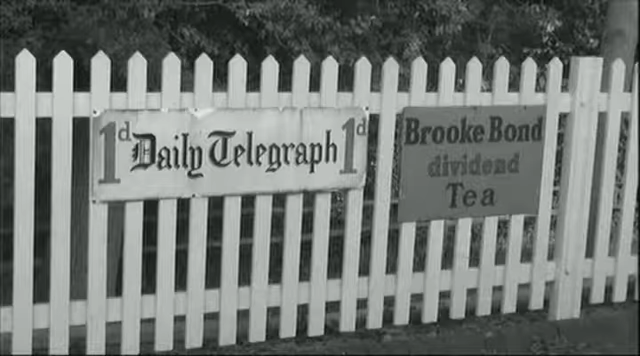 1d Daily Telegraph 1d
Brooke Bond
dividend
Tea